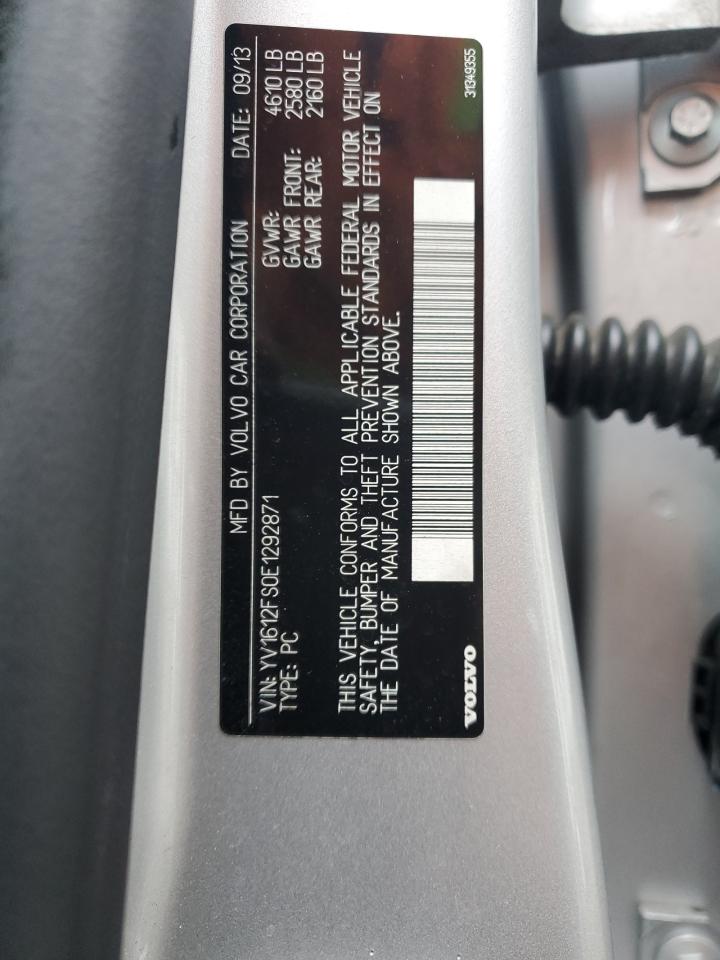 MFD BY VOLVO CAR CORPORATION DATE: 09/13
VIN: YV1612FS0E1292871 GVWR: 4610 LB
TYPE: PC GAWR FRONT: 2580 LB
GAWR REAR: 2160 LB
THIS VEHICLE CONFORMS TO ALL APPLICABLE FEDERAL MOTOR VEHICLE
SAFETY, BUMPER AND THEFT PREVENTION STANDARDS IN EFFECT ON
THE DATE OF MANUFACTURE SHOWN ABOVE.
VOLVO 31349355